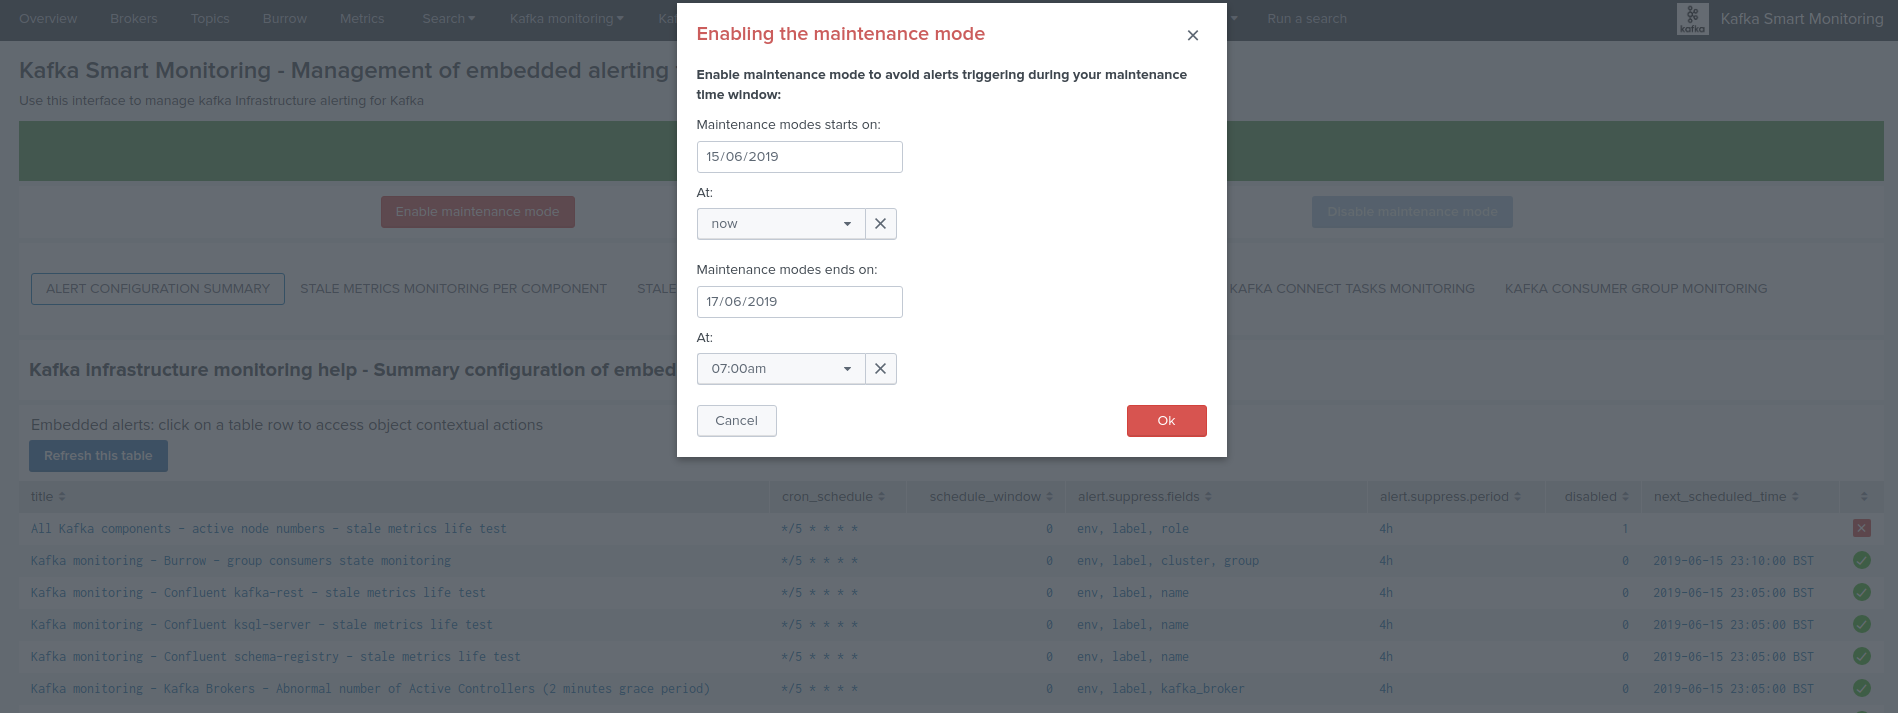 Overview Brokers Topics Burrow Metrics Search Kafka monitoring Run a search kafka Kafka Smart Monitoring
Kafka Smart Monitoring - Management of embedded alerting
Use this interface to manage kafka Infrastructure alerting for Kafka
Enable maintenance mode Disable maintenance mode
Enabling the maintenance mode
Enable maintenance mode to avoid alerts triggering during your maintenance
time window:
Maintenance modes starts on:
15/06/2019
At:
now
Maintenance modes ends on:
17/06/2019
At:
07:00am
Cancel Ok
ALERT CONFIGURATION SUMMARY STALE METRICS MONITORING PER COMPONENT STALE KAFKA CONNECT TASKS MONITORING KAFKA CONSUMER GROUP MONITORING
Kafka Infrastructure monitoring help - Summary configuration of embed
Embedded alerts: click on a table row to access object contextual actions
Refresh this table
title cron_schedule schedule_window alert.suppress.fields alert.suppress.period disabled next_scheduled_time
All Kafka components - active node numbers - stale metrics life test */5 * * * * 0 env, label, role 4h 1
Kafka monitoring - Burrow - group consumers state monitoring */5 * * * * 0 env, label, cluster, group 4h 0 2019-06-15 23:10:00 BST
Kafka monitoring - Confluent kafka-rest - stale metrics life test */5 * * * * 0 env, label, name 4h 0 2019-06-15 23:05:00 BST
Kafka monitoring - Confluent ksql-server - stale metrics life test */5 * * * * 0 env, label, name 4h 0 2019-06-15 23:05:00 BST
Kafka monitoring - Confluent schema-registry - stale metrics life test */5 * * * * 0 env, label, name 4h 0 2019-06-15 23:05:00 BST
Kafka monitoring - Kafka Brokers - Abnormal number of Active Controllers (2 minutes grace period) */5 * * * * 0 env, label, kafka_broker 4h 0 2019-06-15 23:05:00 BST